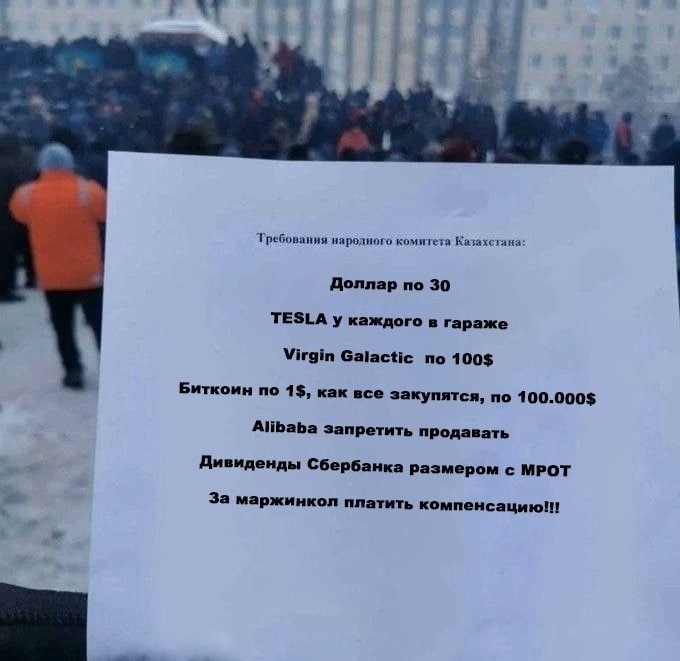 Требования народного комитета Казахстана:
Доллар по 30
TESLA у каждого в гараже
Virgin Galactic по 100$
Биткоин по 1$, как все закупятся, по 100.000$
Alibaba запретить продавать
Дивиденды Сбербанка размером с МРОТ
За маржинкол платить компенсацию!!!